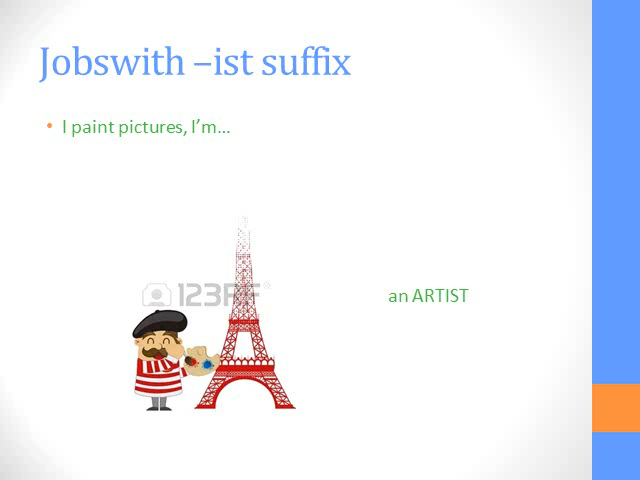 Jobswith –ist suffix
• I paint pictures, I’m…
123RF
an ARTIST